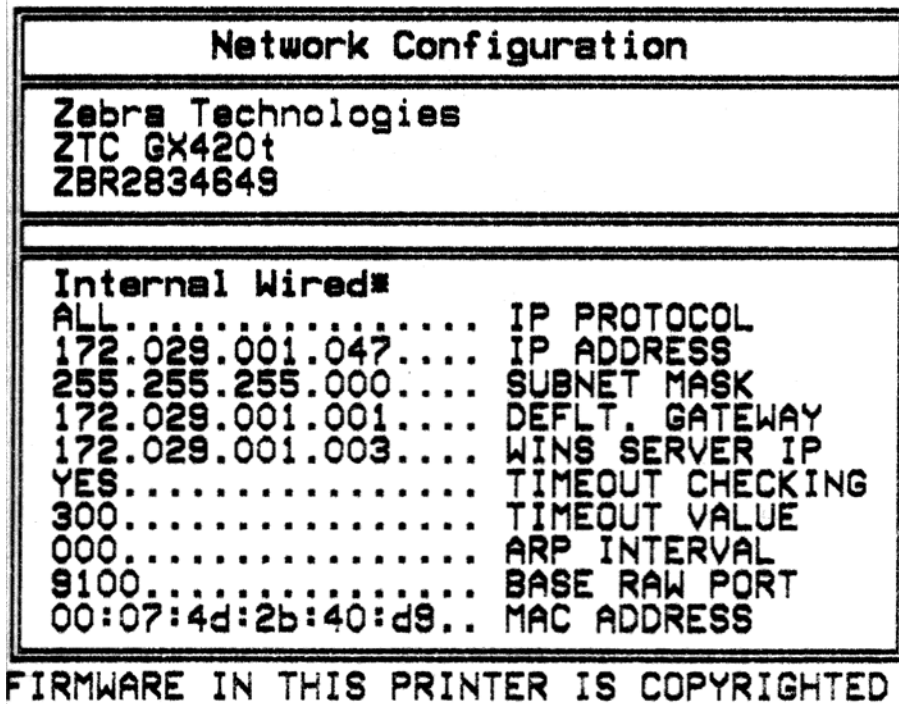 Network Configuration
Zebra Technologies
ZTC GX420t
ZBR2834649
Internal Wired*
ALL................. IP PROTOCOL
172.029.001.047.... IP ADDRESS
255.255.255.000.... SUBNET MASK
172.029.001.001.... DEFLT. GATEWAY
172.029.001.003.... WINS SERVER IP
YES................. TIMEOUT CHECKING
300................. TIMEOUT VALUE
000................. ARP INTERVAL
9100................ BASE RAW PORT
00:07:4d:2b:40:d9.. MAC ADDRESS
FIRMWARE IN THIS PRINTER IS COPYRIGHTED